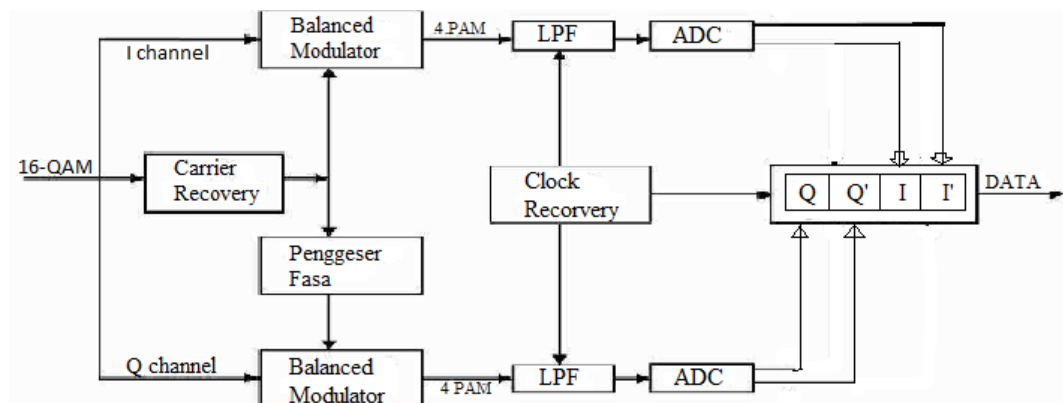 I channel
Balanced
Modulator
4.PAM
LPF
ADC
16-QAM
Carrier
Recovery
Clock
Recorvery
Q
Q'
I
I'
DATA
Penggeser
Fasa
Q channel
Balanced
Modulator
4 PAM
LPF
ADC